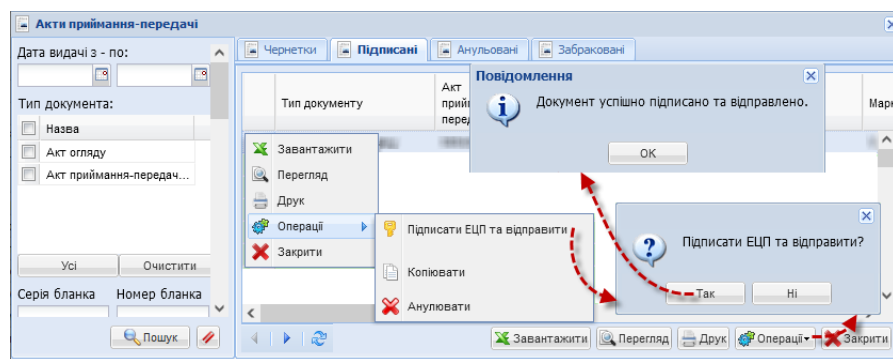 Акти приймання-передачі
Дата видачі з - по:
Тип документа:
Назва
Акт огляду
Акт приймання-передач...
Усі
Очистити
Серія бланка Номер бланка
Пошук
Чернетки
Підписані
Анульовані
Забраковані
Тип документу
Акт
Завантажити
Перегляд
Друк
Операції
Закрити
Підписати ЕЦП та відправити
Копіювати
Анулювати
Повідомлення
Документ успішно підписано та відправлено.
ОК
Підписати ЕЦП та відправити?
Так
Ні
Завантажити Перегляд Друк Операції Закрити